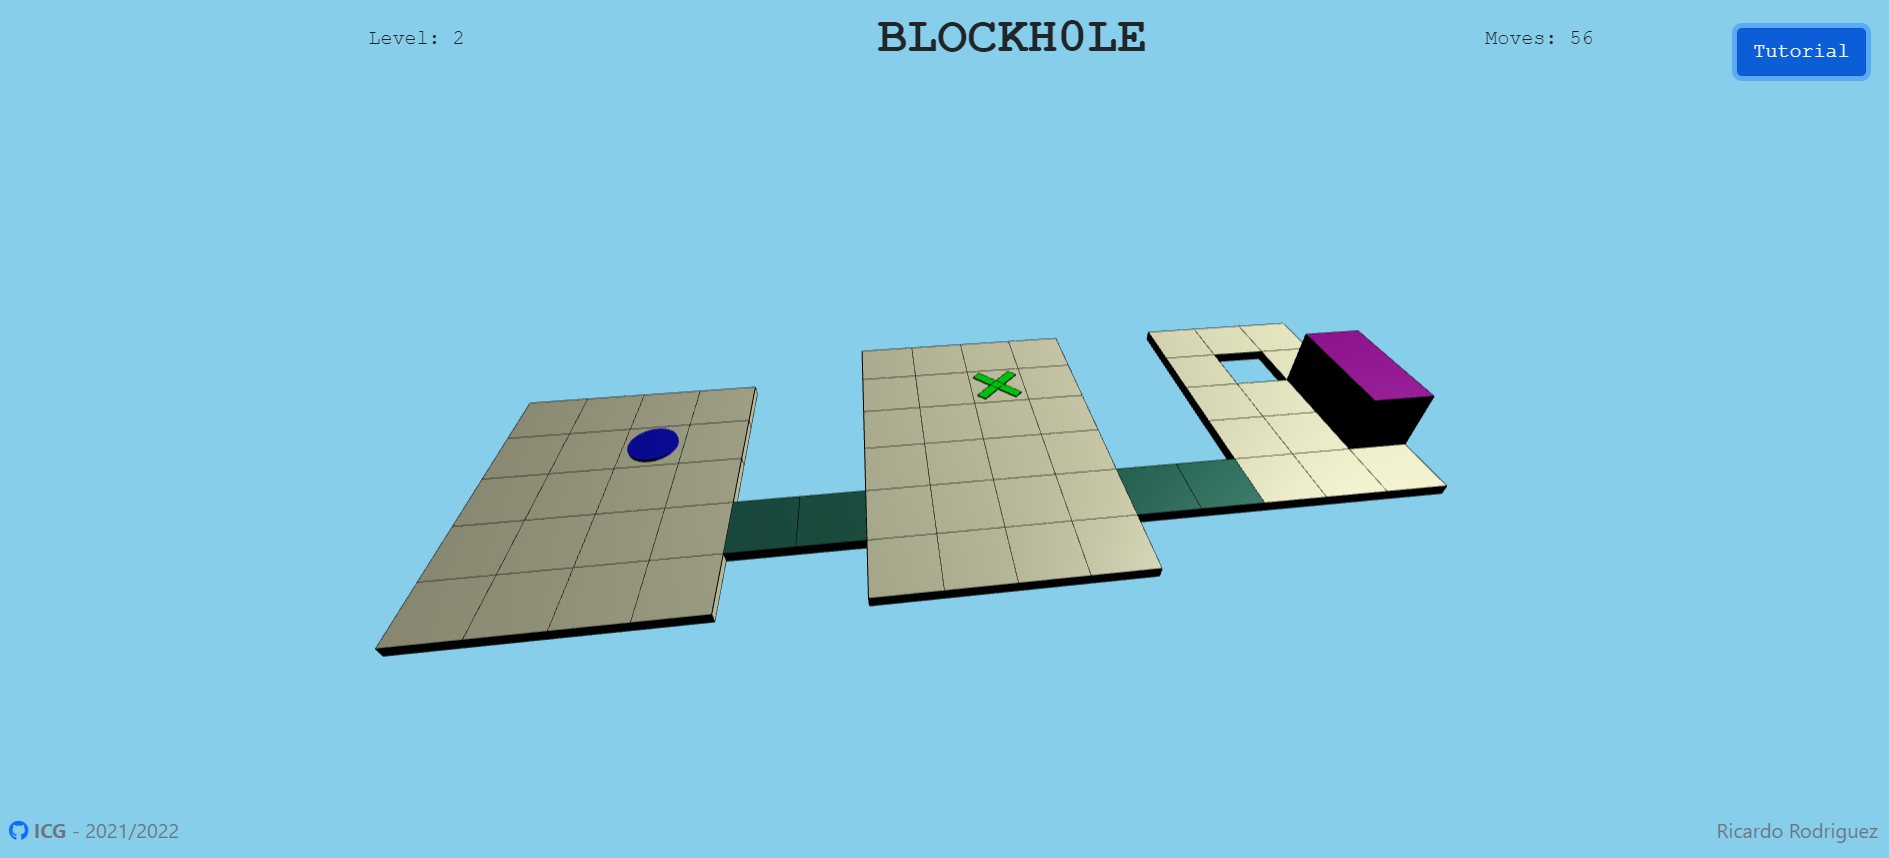 Level: 2
BLOCKH0LE
Moves: 56
Tutorial
ICG - 2021/2022
Ricardo Rodriguez